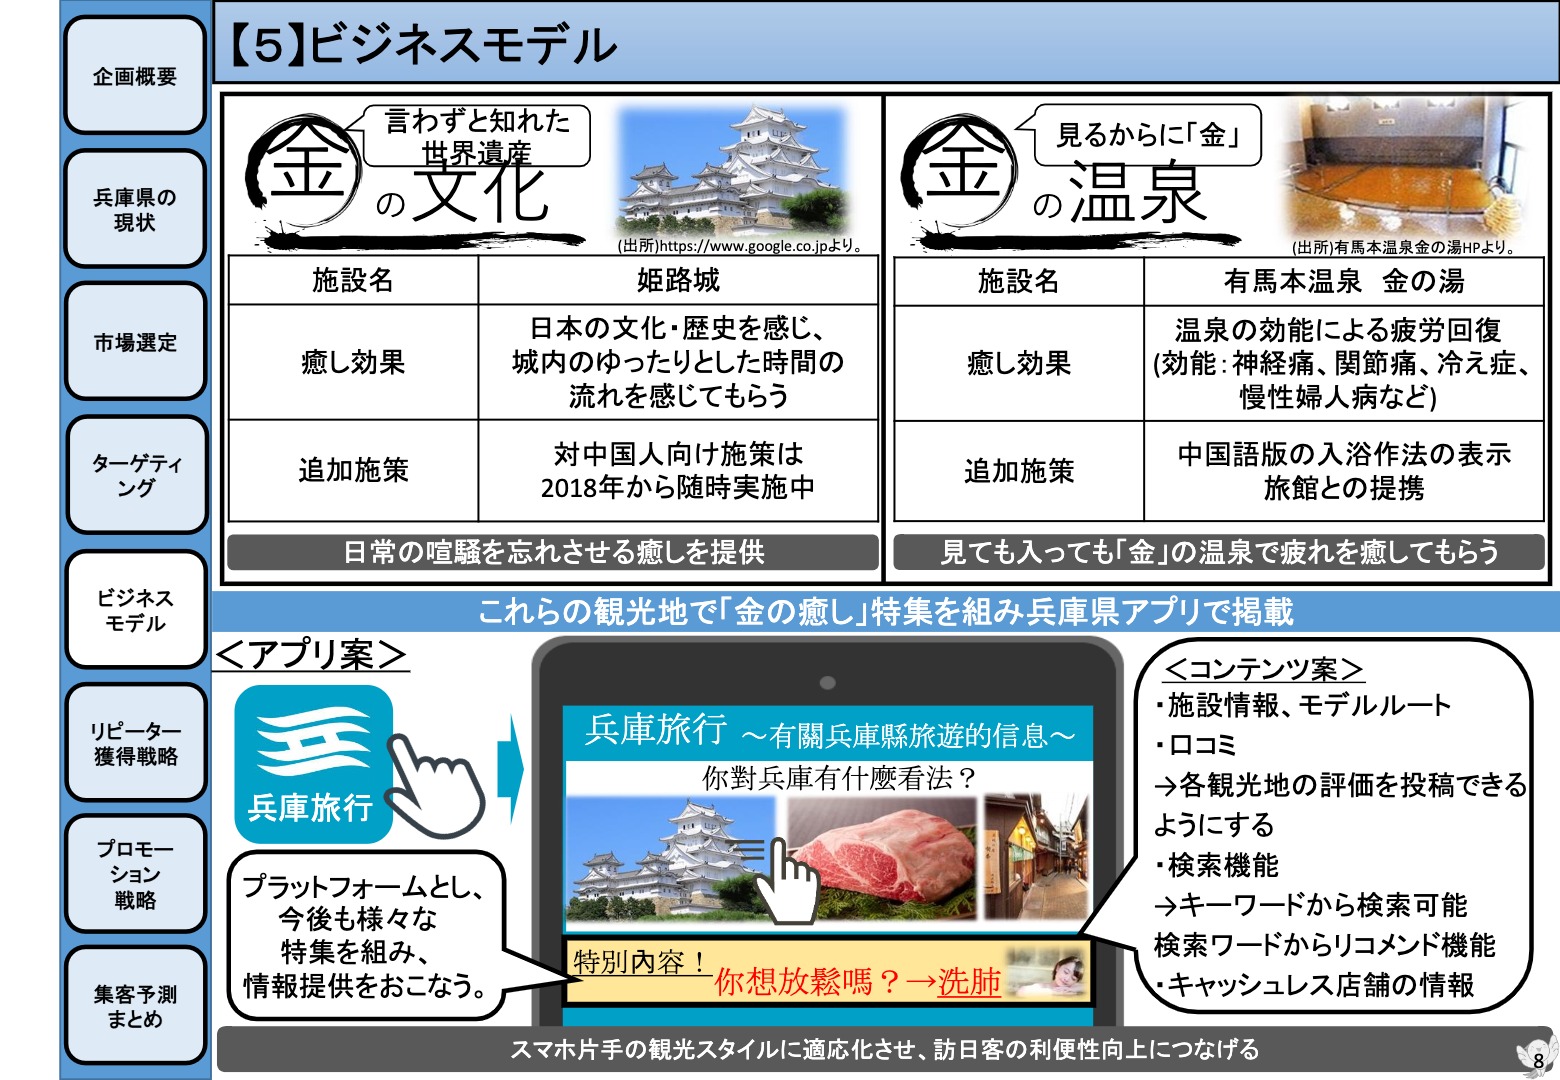 【５】ビジネスモデル
企画概要
兵庫県の
現状
市場選定
ターゲティ
ング
ビジネス
モデル
リピーター
獲得戦略
プロモー
ション
戦略
集客予測
まとめ
言わずと知れた
世界遺産
金の文化
(出所)https://www.google.co.jpより。
施設名 姫路城
癒し効果
日本の文化・歴史を感じ、
城内のゆったりとした時間の
流れを感じてもらう
追加施策
対中国人向け施策は
2018年から随時実施中
日常の喧騒を忘れさせる癒しを提供
見るからに「金」
金の温泉
(出所)有馬本温泉金の湯HPより。
施設名 有馬本温泉　金の湯
癒し効果
温泉の効能による疲労回復
(効能：神経痛、関節痛、冷え症、
慢性婦人病など)
追加施策
中国語版の入浴作法の表示
旅館との提携
見ても入っても「金」の温泉で疲れを癒してもらう
これらの観光地で「金の癒し」特集を組み兵庫県アプリで掲載
＜アプリ案＞
兵庫旅行
プラットフォームとし、
今後も様々な
特集を組み、
情報提供をおこなう。
兵庫旅行 ～有關兵庫縣旅遊的信息～
你對兵庫有什麼看法？
特別內容！
你想放鬆嗎？→洗肺
＜コンテンツ案＞
・施設情報、モデルルート
・口コミ
→各観光地の評価を投稿できる
ようにする
・検索機能
→キーワードから検索可能
検索ワードからリコメンド機能
・キャッシュレス店舗の情報
スマホ片手の観光スタイルに適応化させ、訪日客の利便性向上につなげる
8